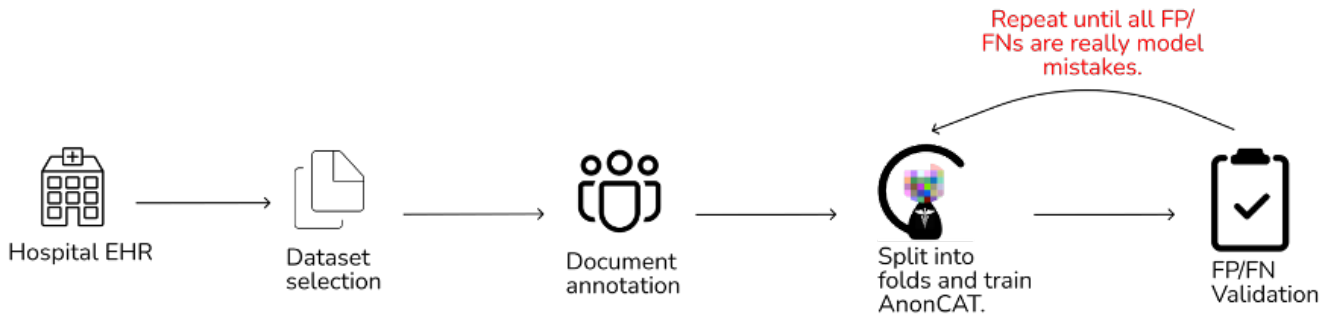 Repeat until all FP/
FNs are really model
mistakes.
Hospital EHR
Dataset
selection
Document
annotation
Split into
folds and train
AnonCAT.
FP/FN
Validation